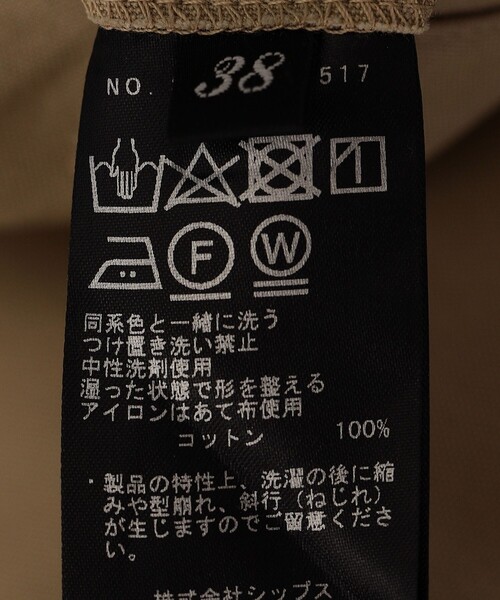 NO. 38 517
F W
同系色と一緒に洗う
つけ置き洗い禁止
中性洗剤使用
湿った状態で形を整える
アイロンはあて布使用
コットン 100%
・製品の特性上、洗濯の後に縮
みや型崩れ、斜行（ねじれ）
が生じますのでご留意くださ
い。
株式会社シップス